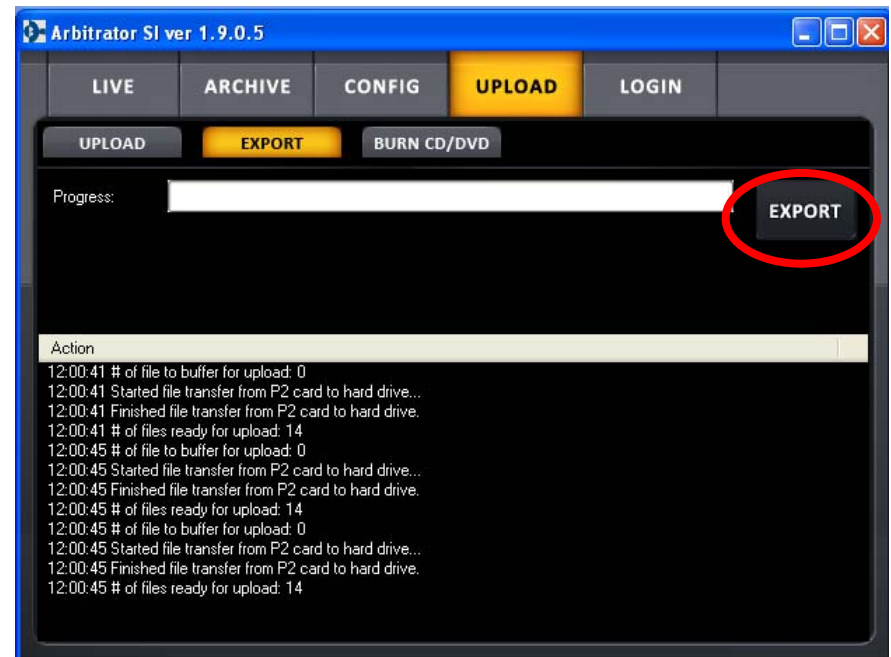 Arbitrator SI ver 1.9.0.5
LIVE ARCHIVE CONFIG UPLOAD LOGIN
UPLOAD EXPORT BURN CD/DVD
Progress:
EXPORT
Action
12:00:41 # of file to buffer for upload: 0
12:00:41 Started file transfer from P2 card to hard drive...
12:00:41 Finished file transfer from P2 card to hard drive.
12:00:41 # of files ready for upload: 14
12:00:45 # of file to buffer for upload: 0
12:00:45 Started file transfer from P2 card to hard drive...
12:00:45 Finished file transfer from P2 card to hard drive.
12:00:45 # of files ready for upload: 14
12:00:45 # of file to buffer for upload: 0
12:00:45 Started file transfer from P2 card to hard drive...
12:00:45 Finished file transfer from P2 card to hard drive.
12:00:45 # of files ready for upload: 14